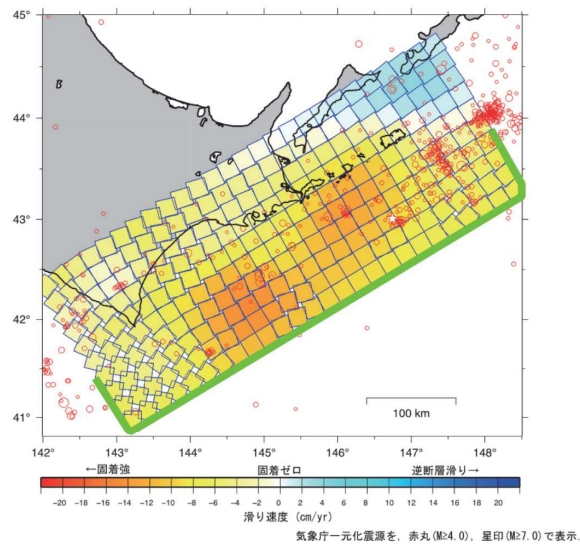 45°
44°
43°
42°
41°
100 km
142° 143° 144° 145° 146° 147° 148°
←固着強 固着ゼロ 逆断層滑り→
−20 −18 −16 −14 −12 −10 −8 −6 −4 −2 0 2 4 6 8 10 12 14 16 18 20
滑り速度 (cm/yr)
気象庁一元化震源を, 赤丸(M≥4.0), 星印(M≥7.0)で表示.